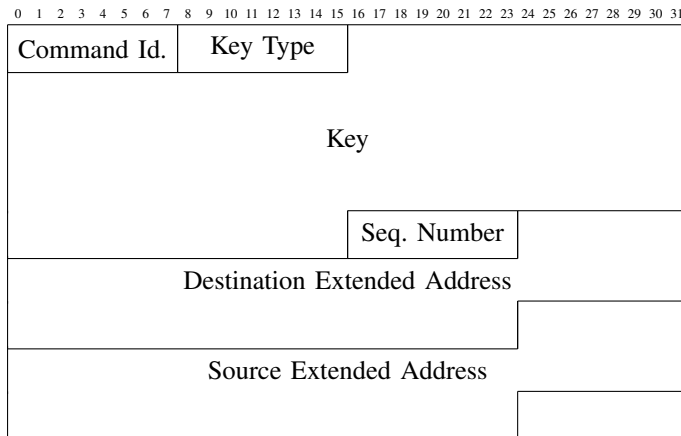 0 1 2 3 4 5 6 7 8 9 10 11 12 13 14 15 16 17 18 19 20 21 22 23 24 25 26 27 28 29 30 31
Command Id. Key Type
Key
Seq. Number
Destination Extended Address
Source Extended Address